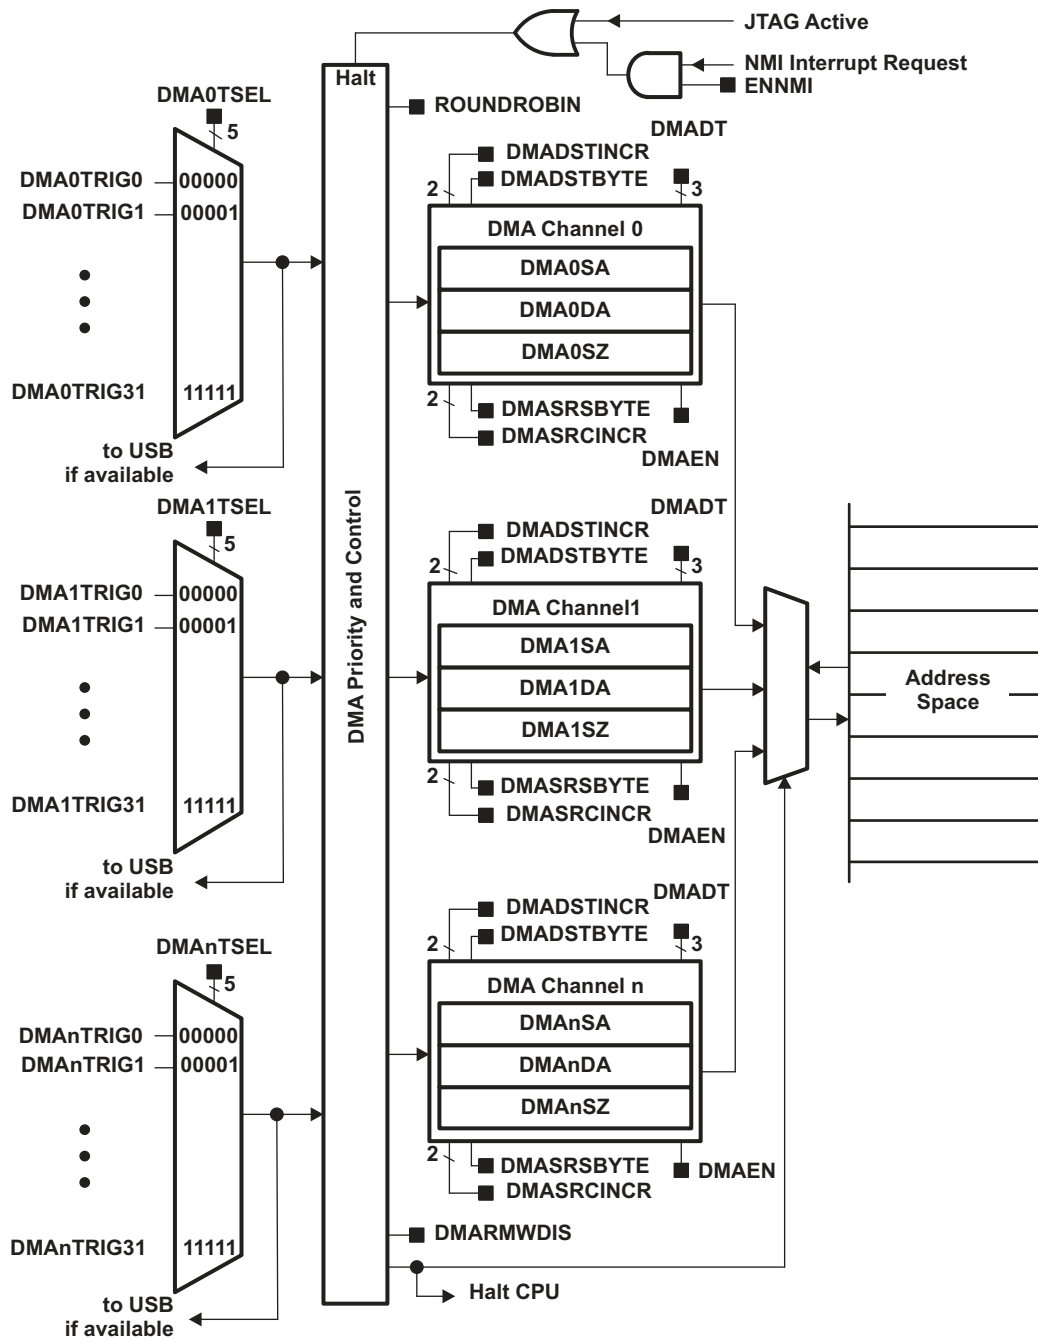 JTAG Active
NMI Interrupt Request
ENNMI
Halt
DMA0TSEL
5
ROUNDROBIN
DMADT
DMADSTINCR
2
DMADSTBYTE
3
DMA0TRIG0
00000
DMA0TRIG1
00001
DMA Channel 0
DMA0SA
DMA0DA
DMA0SZ
DMA0TRIG31
11111
2
DMASRSBYTE
DMASRCINCR
to USB
if available
DMAEN
DMA Priority and Control
DMA1TSEL
5
DMADT
DMADSTINCR
2
DMADSTBYTE
3
DMA1TRIG0
00000
DMA1TRIG1
00001
DMA Channel1
DMA1SA
DMA1DA
DMA1SZ
Address
Space
DMA1TRIG31
11111
2
DMASRSBYTE
DMASRCINCR
DMAEN
to USB
if available
DMADT
DMADSTINCR
2
DMADSTBYTE
3
DMAnTSEL
5
DMA Channel n
DMAnTRIG0
00000
DMAnTRIG1
00001
DMAnSA
DMAnDA
DMAnSZ
2
DMASRSBYTE
DMAEN
DMASRCINCR
DMAnTRIG31
11111
DMARMWDIS
Halt CPU
to USB
if available